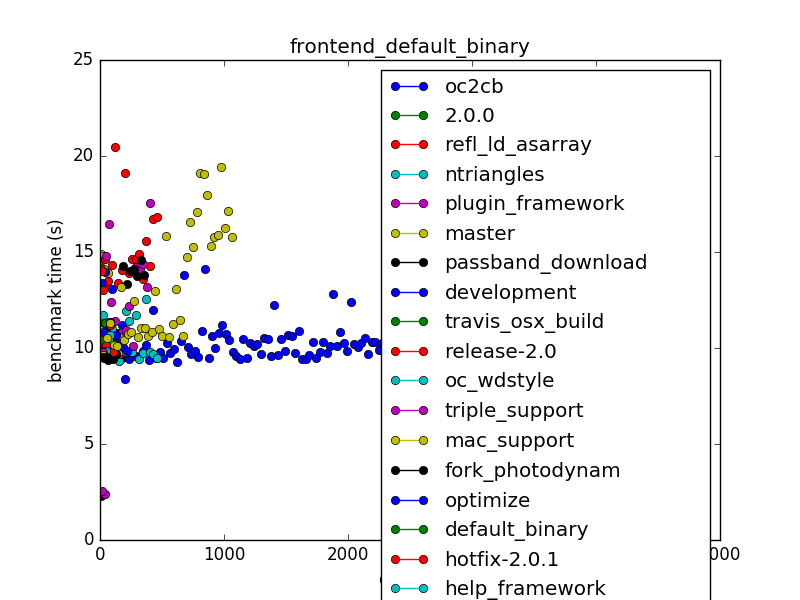 frontend_default_binary
25
20
15
10
5
0
benchmark time (s)
0
1000
2000
000
oc2cb
2.0.0
refl_ld_asarray
ntriangles
plugin_framework
master
passband_download
development
travis_osx_build
release-2.0
oc_wdstyle
triple_support
mac_support
fork_photodynam
optimize
default_binary
hotfix-2.0.1
help_framework